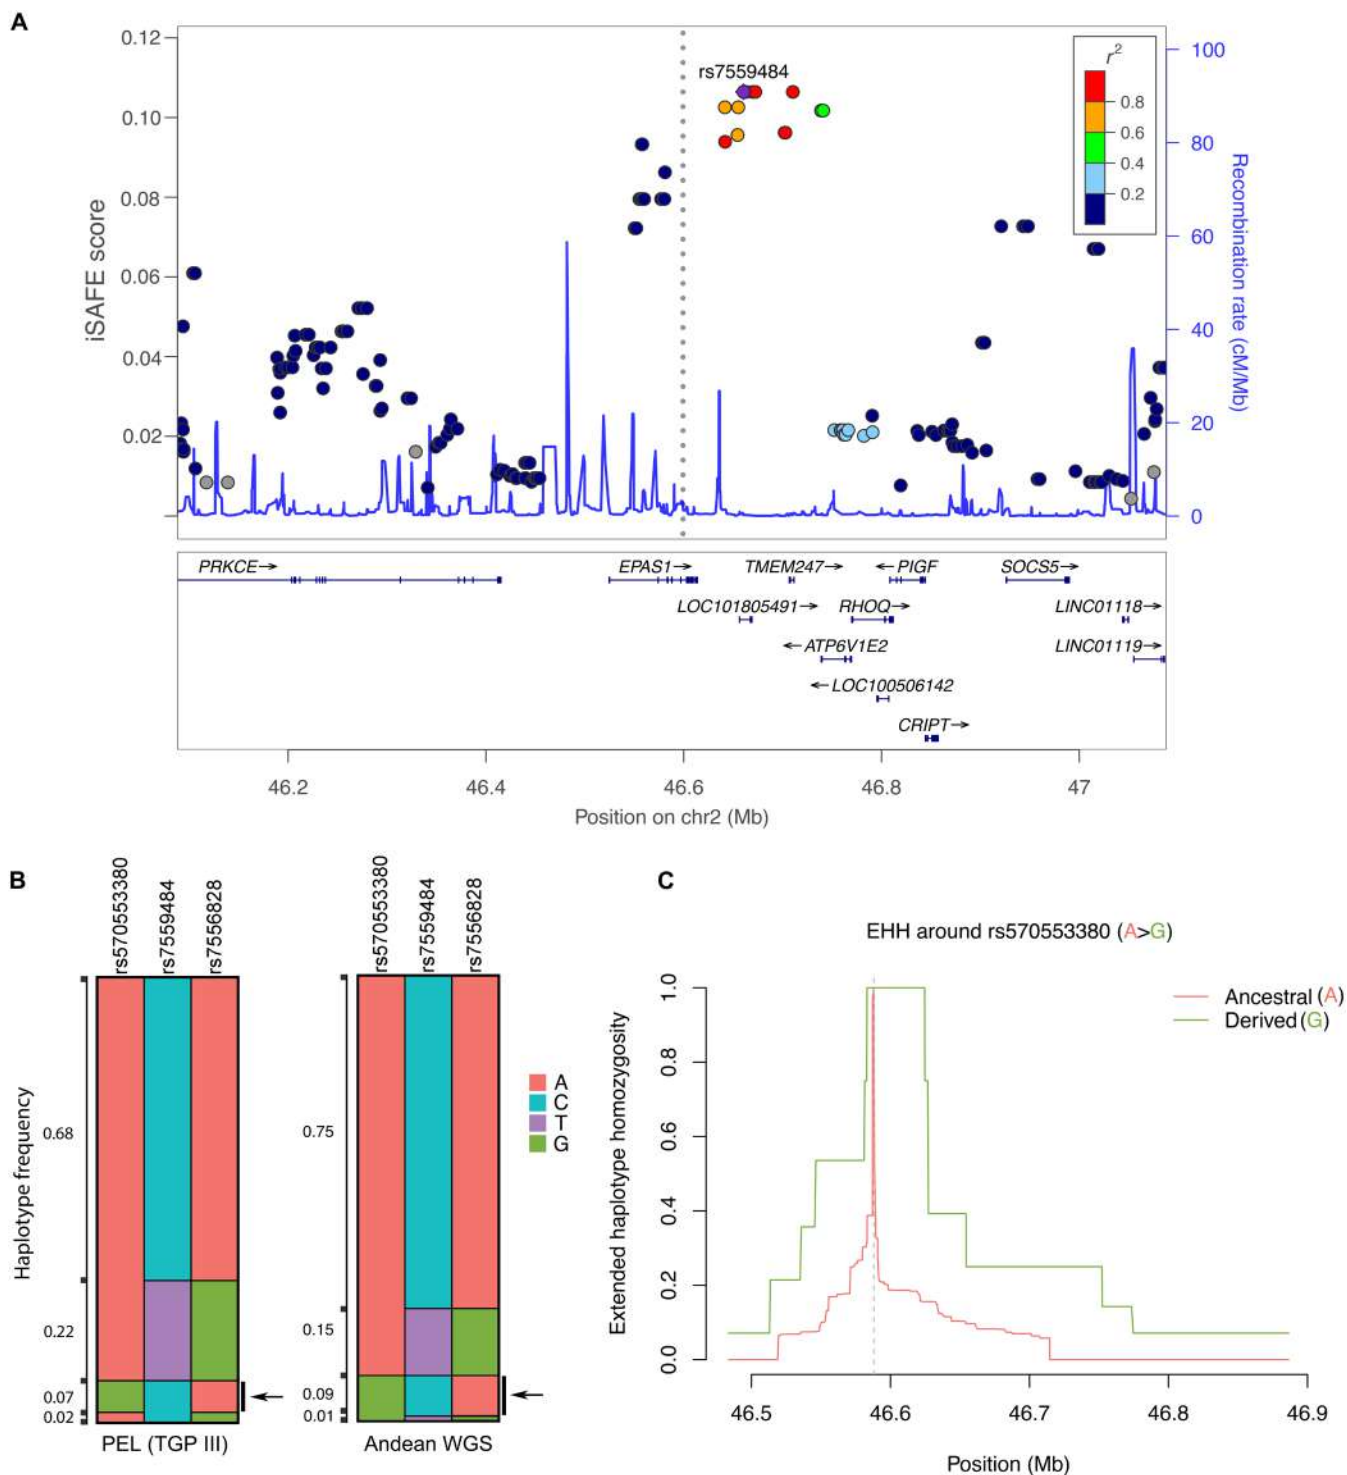 A
rs7559484
iSAFE score
0.12
0.10
0.08
0.06
0.04
0.02
r²
0.8
0.6
0.4
0.2
100
80
60
40
20
0
Recombination rate (cM/Mb)
PRKCE→ EPAS1→ TMEM247→ ←PIGF SOCS5→
LOC101805491→ RHOQ→ LINC01118→
←ATP6V1E2 LINC01119→
←LOC100506142
CRIPT→
46.2 46.4 46.6 46.8 47
Position on chr2 (Mb)
B
rs570553380
rs7559484
rs7556828
Haplotype frequency
0.68
0.22
0.07
0.02
PEL (TGP III)
rs570553380
rs7559484
rs7556828
0.75
0.15
0.09
0.01
Andean WGS
A
C
T
G
C
EHH around rs570553380 (A>G)
Extended haplotype homozygosity
1.0
0.8
0.6
0.4
0.2
0.0
Ancestral (A)
Derived (G)
46.5 46.6 46.7 46.8 46.9
Position (Mb)